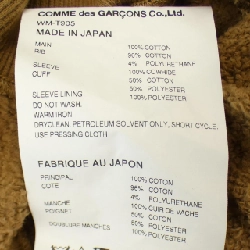 COMME des GARÇONS Co., Ltd.
WM-T005
MADE IN JAPAN
MAIN 100% COTTON
RIB 96% COTTON
4% POLYURETHANE
SLEEVE 100% COWHIDE
CUFF 50% COTTON
50% POLYESTER
SLEEVE LINING 100% POLYESTER
DO NOT WASH.
WARM IRON
DRYCLEAN, PETROLEUM SOLVENT ONLY, SHORT CYCLE.
USE PRESSING CLOTH
FABRIQUE AU JAPON
PRINCIPAL 100% COTON
COTE 96% COTON
4% POLYURETHANE
MANCHE 100% CUIR DE VACHE
POIGNET 50% COTON
50% POLYESTER
DOUBLURE MANCHES 100% POLYESTER